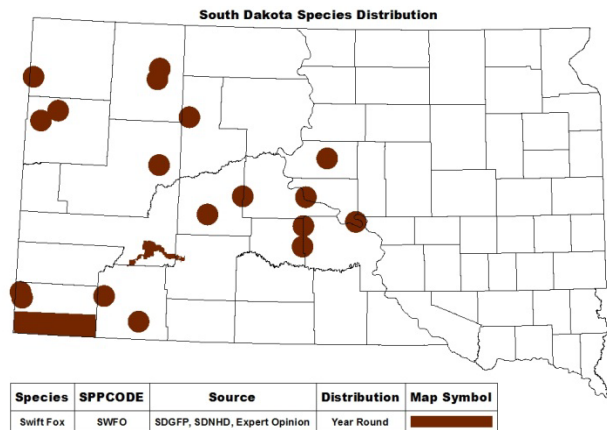 South Dakota Species Distribution
Species SPPCODE Source Distribution Map Symbol
Swift Fox SWFO SDGFP, SDNHD, Expert Opinion Year Round